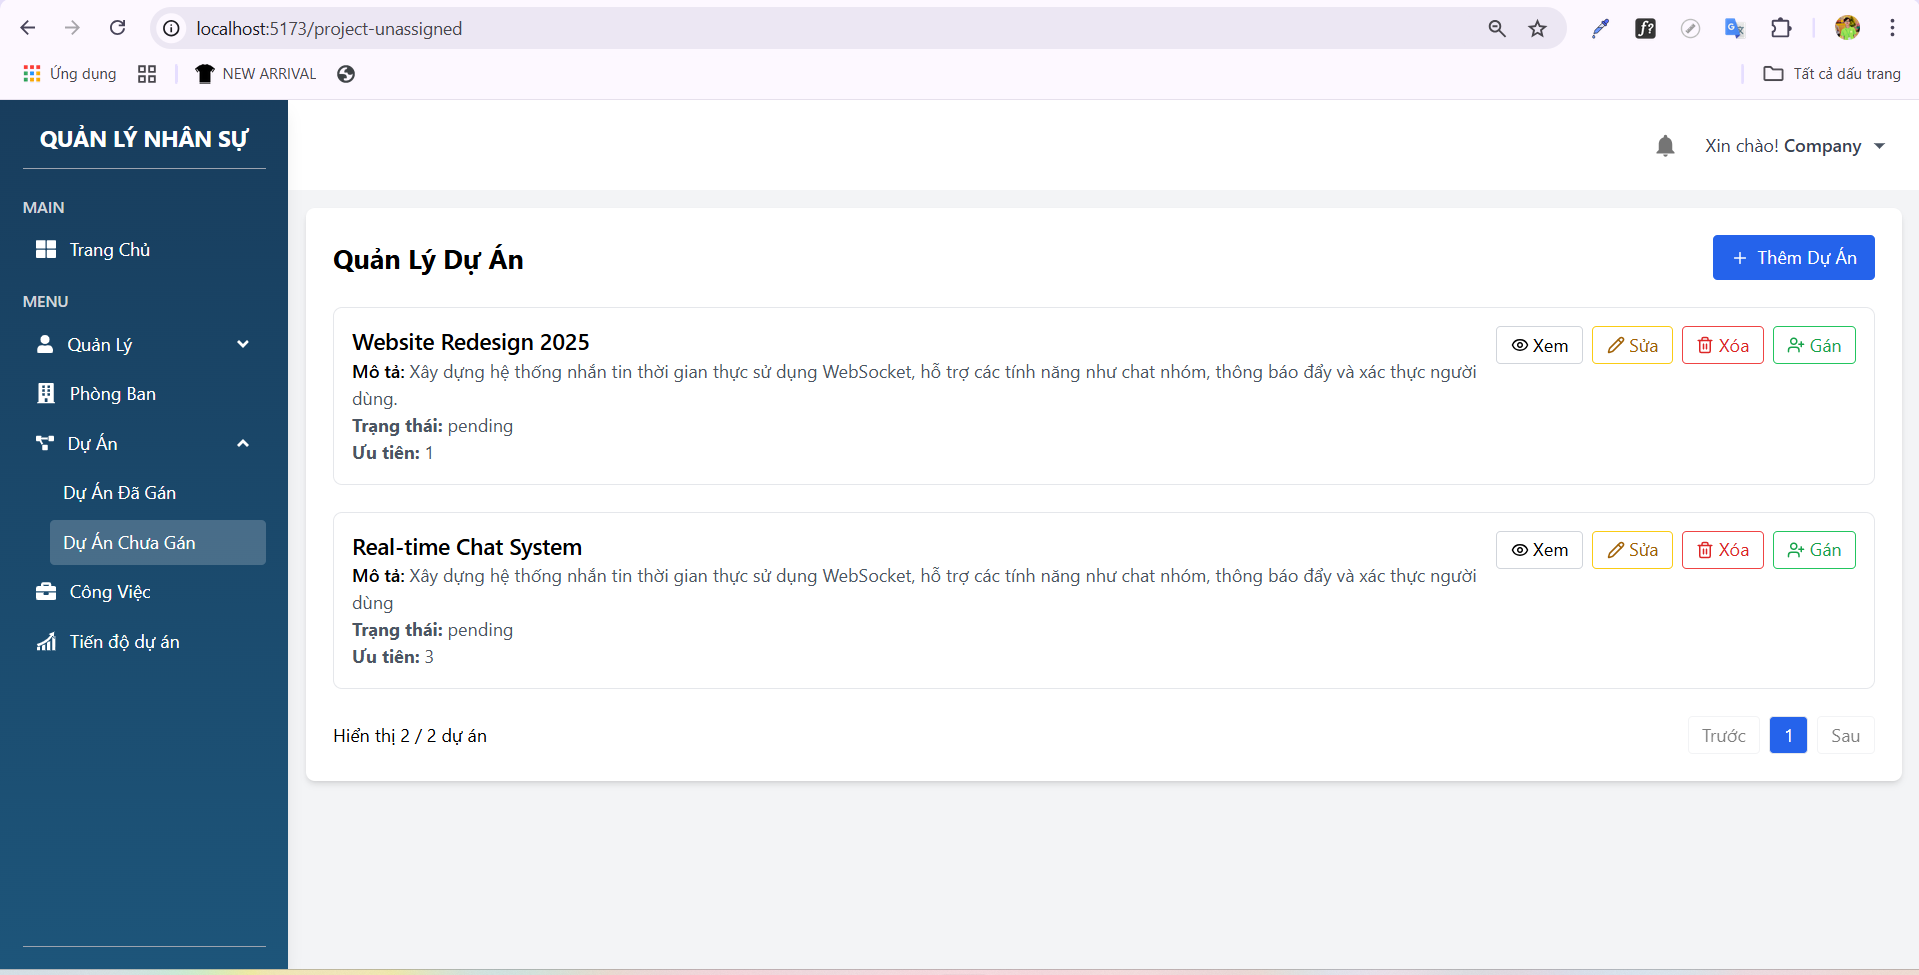 localhost:5173/project-unassigned
Ứng dụng
NEW ARRIVAL
Tất cả dấu trang
QUẢN LÝ NHÂN SỰ
Xin chào! Company
MAIN
Trang Chủ
MENU
Quản Lý
Phòng Ban
Dự Án
Dự Án Đã Gán
Dự Án Chưa Gán
Công Việc
Tiến độ dự án
Quản Lý Dự Án
+ Thêm Dự Án
Website Redesign 2025
Xem Sửa Xóa Gán
Mô tả: Xây dựng hệ thống nhắn tin thời gian thực sử dụng WebSocket, hỗ trợ các tính năng như chat nhóm, thông báo đẩy và xác thực người
dùng.
Trạng thái: pending
Ưu tiên: 1
Real-time Chat System
Xem Sửa Xóa Gán
Mô tả: Xây dựng hệ thống nhắn tin thời gian thực sử dụng WebSocket, hỗ trợ các tính năng như chat nhóm, thông báo đẩy và xác thực người
dùng
Trạng thái: pending
Ưu tiên: 3
Hiển thị 2 / 2 dự án
Trước 1 Sau